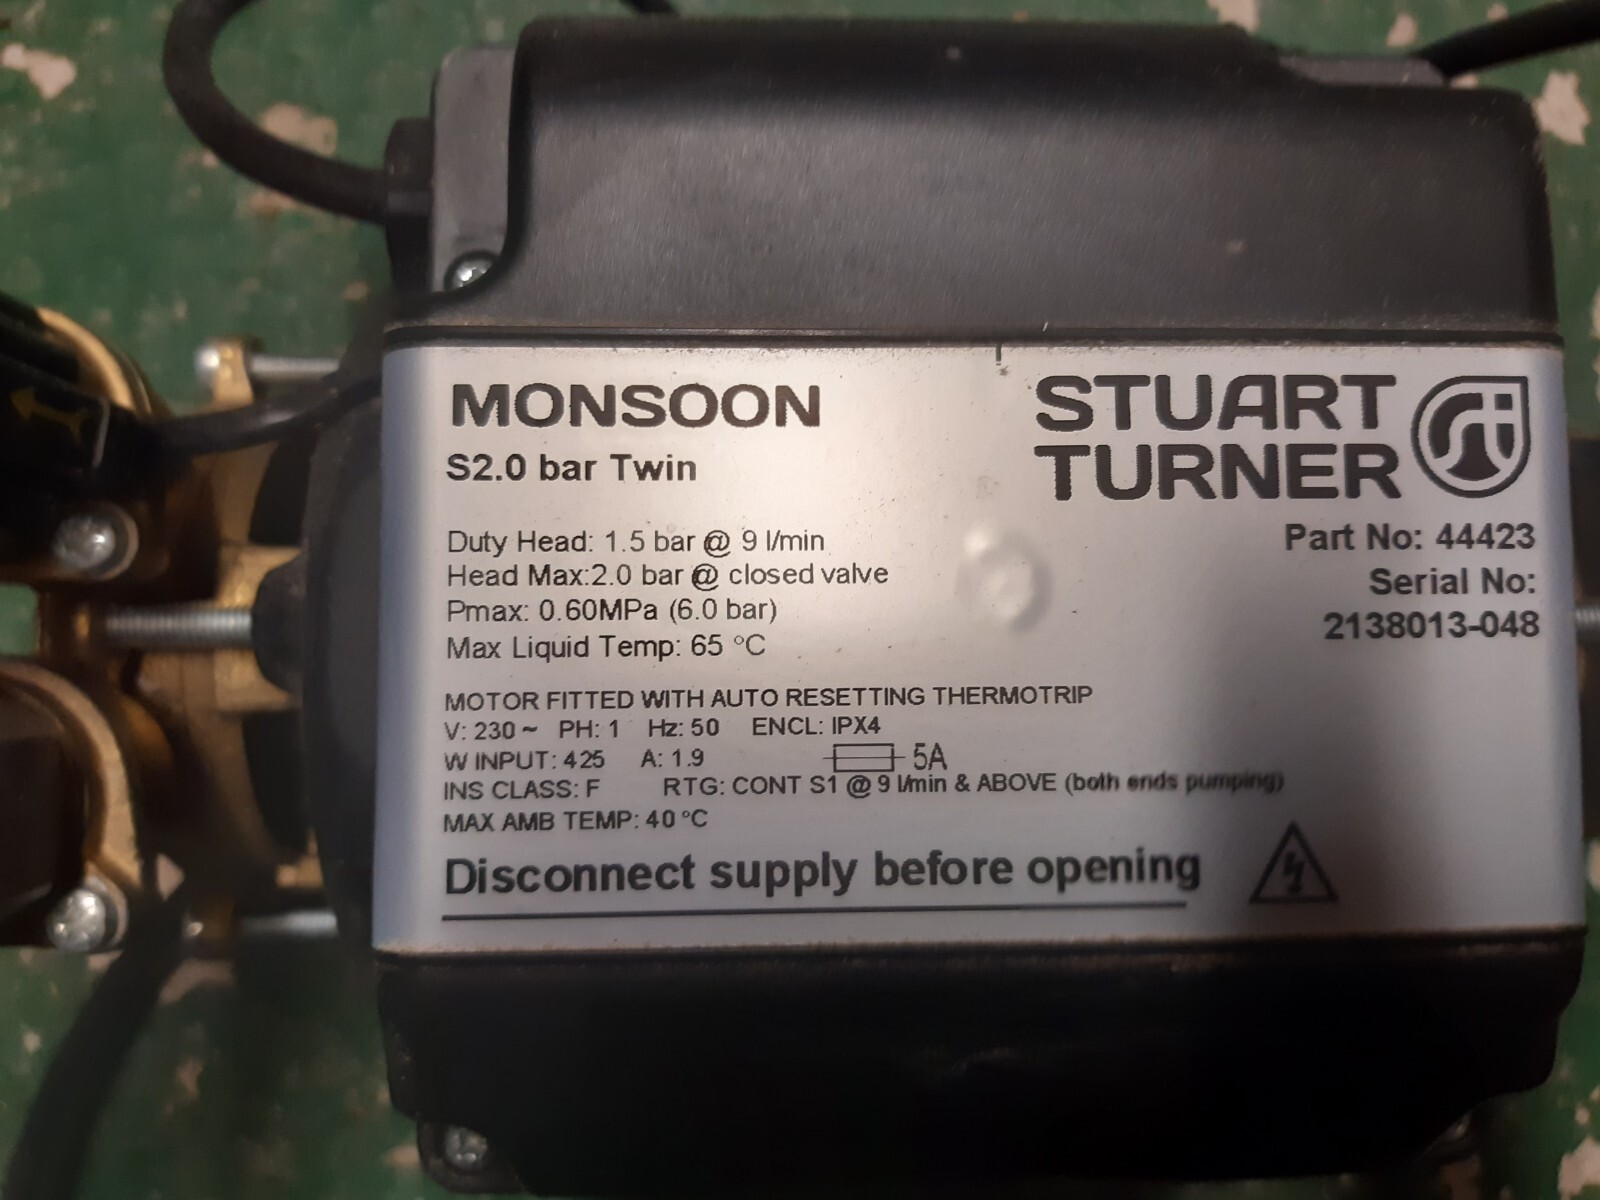 MONSOON
S2.0 bar Twin
STUART
TURNER
Part No: 44423
Serial No:
2138013-048
Duty Head: 1.5 bar @ 9 l/min
Head Max:2.0 bar @ closed valve
Pmax: 0.60MPa (6.0 bar)
Max Liquid Temp: 65 °C
MOTOR FITTED WITH AUTO RESETTING THERMOTRIP
V: 230 ~ PH: 1 Hz: 50 ENCL: IPX4
W INPUT: 425 A: 1.9 5A
INS CLASS: F RTG: CONT S1 @ 9 l/min & ABOVE (both ends pumping)
MAX AMB TEMP: 40 °C
Disconnect supply before opening